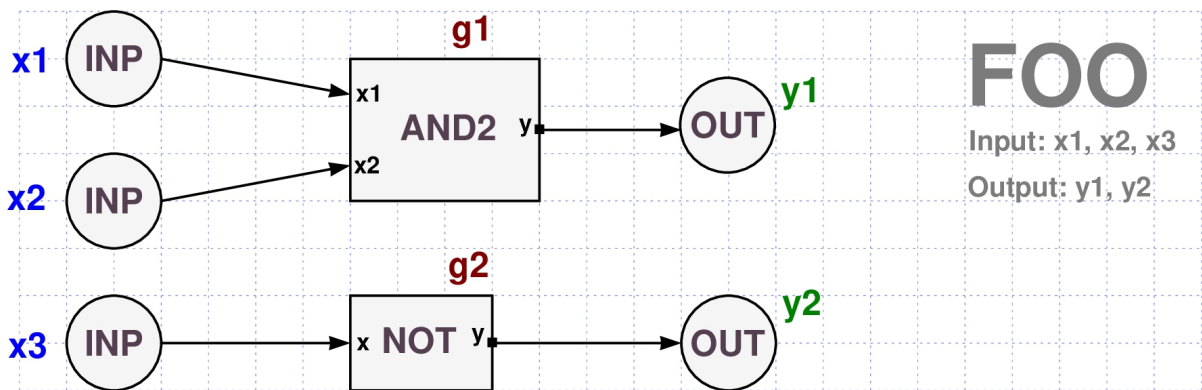 g1
x1 INP
x1
AND2
y
OUT
y1
x2
x2 INP
FOO
Input: x1, x2, x3
Output: y1, y2
g2
x3 INP
x NOT y
OUT
y2